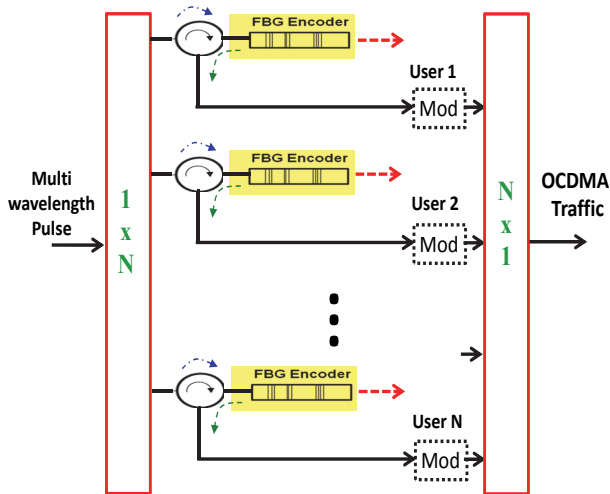 FBG Encoder
User 1
Mod
FBG Encoder
Multi
wavelength
Pulse
1
x
N
User 2
Mod
N
x
1
OCDMA
Traffic
FBG Encoder
User N
Mod